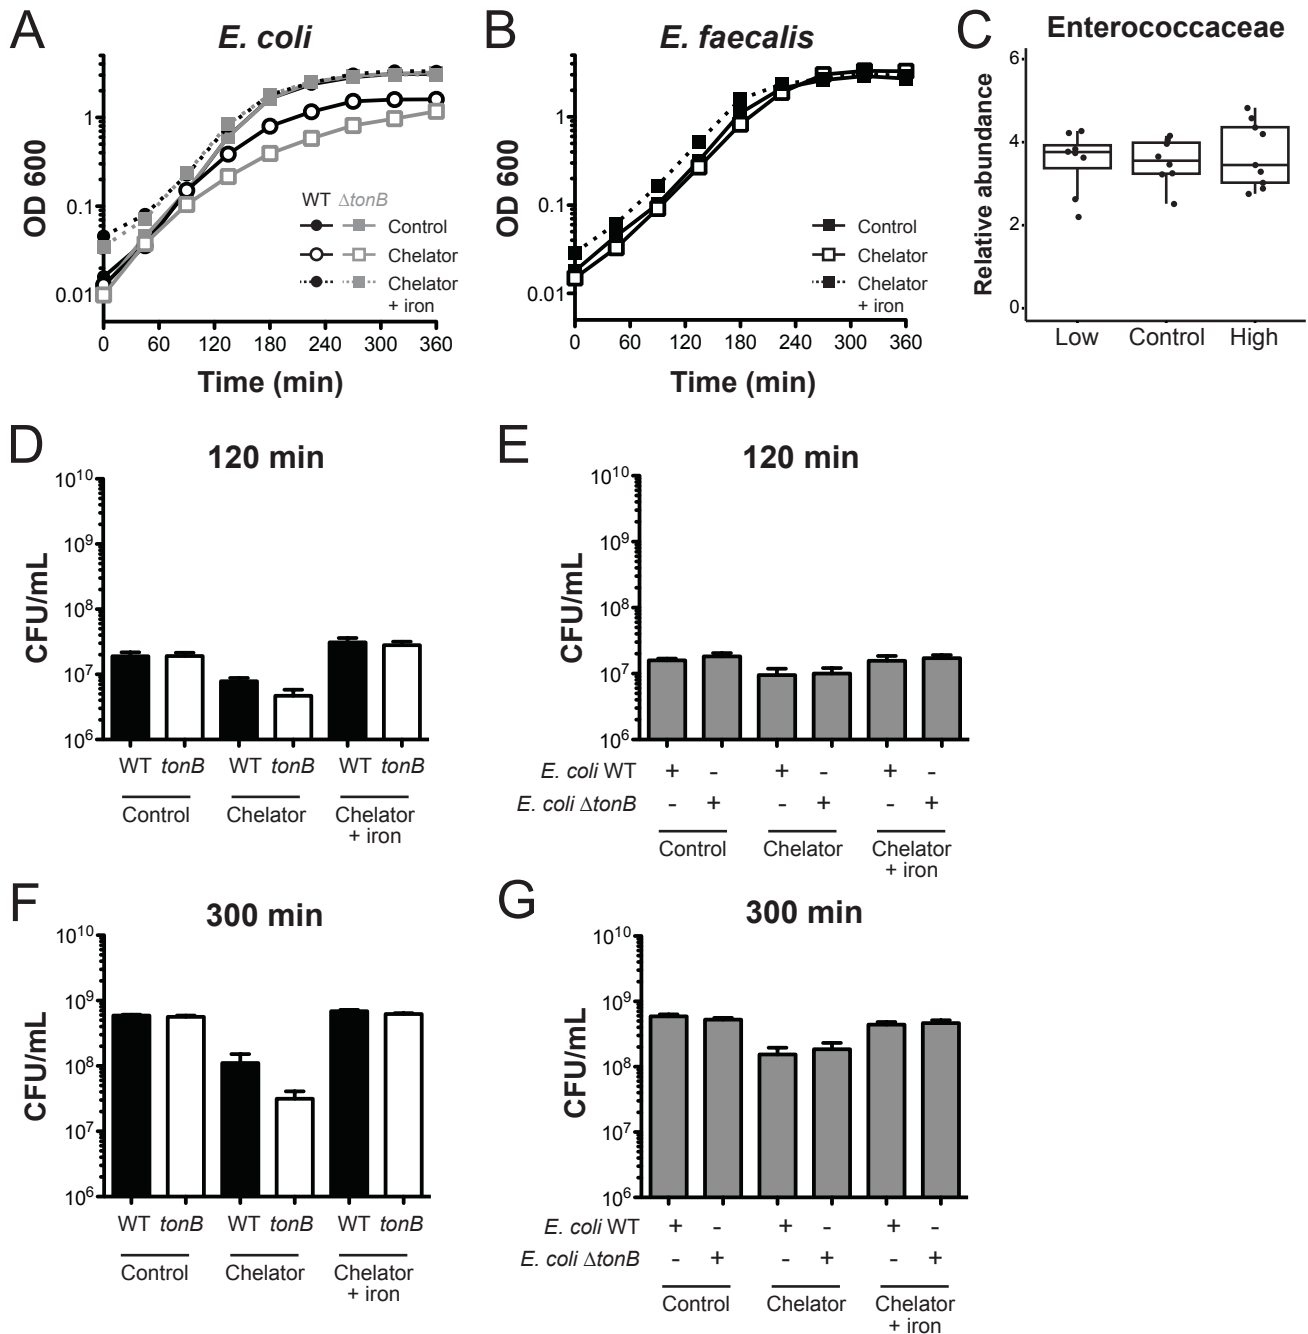 A
E. coli
OD 600
1
0.1
0.01
WT ΔtonB
Control
Chelator
Chelator
+ iron
0 60 120 180 240 300 360
Time (min)
B
E. faecalis
OD 600
1
0.1
0.01
Control
Chelator
Chelator
+ iron
0 60 120 180 240 300 360
Time (min)
C
Enterococcaceae
Relative abundance
6
4
2
0
Low Control High
D
120 min
CFU/mL
10^10
10^9
10^8
10^7
10^6
WT tonB WT tonB WT tonB
Control Chelator Chelator
+ iron
E
120 min
CFU/mL
10^10
10^9
10^8
10^7
10^6
E. coli WT + - + - + -
E. coli ΔtonB - + - + - +
Control Chelator Chelator
+ iron
F
300 min
CFU/mL
10^10
10^9
10^8
10^7
10^6
WT tonB WT tonB WT tonB
Control Chelator Chelator
+ iron
G
300 min
CFU/mL
10^10
10^9
10^8
10^7
10^6
E. coli WT + - + - + -
E. coli ΔtonB - + - + - +
Control Chelator Chelator
+ iron